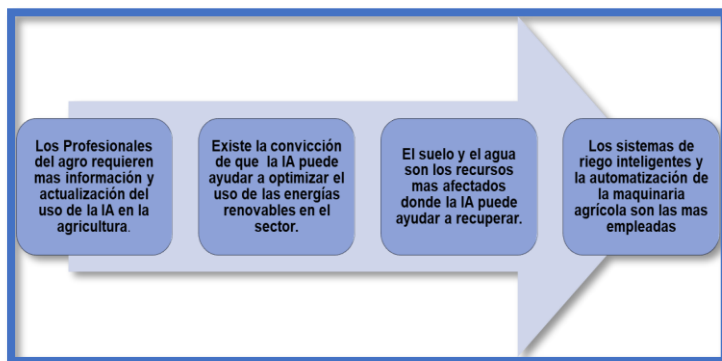 Los Profesionales
del agro requieren
mas información y
actualización del
uso de la IA en la
agricultura.
Existe la convicción
de que la IA puede
ayudar a optimizar el
uso de las energías
renovables en el
sector.
El suelo y el agua
son los recursos
mas afectados
donde la IA puede
ayudar a recuperar.
Los sistemas de
riego inteligentes y
la automatización de
la maquinaria
agrícola son las mas
empleadas